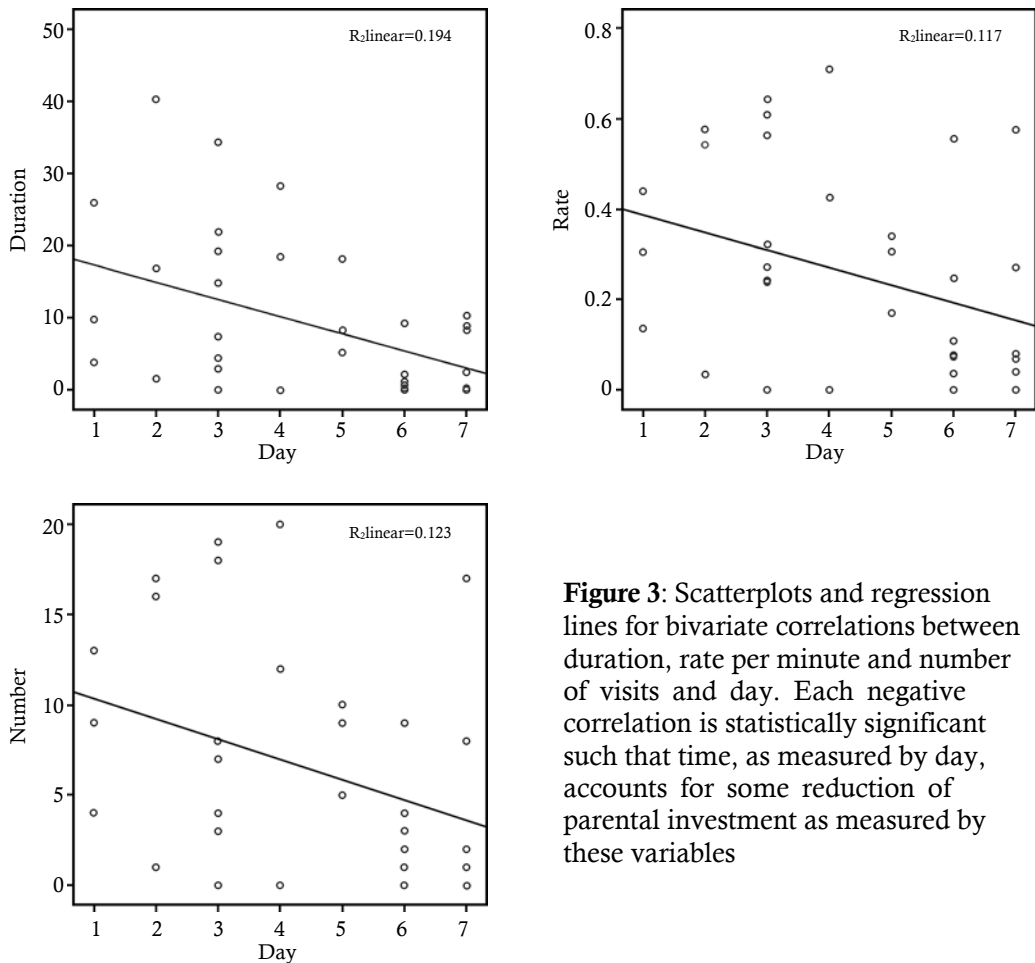 R₂linear=0.194
50
40
30
20
10
0
Duration
1 2 3 4 5 6 7
Day
R₂linear=0.117
0.8
0.6
0.4
0.2
0
Rate
1 2 3 4 5 6 7
Day
R₂linear=0.123
20
15
10
5
0
Number
1 2 3 4 5 6 7
Day
Figure 3: Scatterplots and regression
lines for bivariate correlations between
duration, rate per minute and number
of visits and day. Each negative
correlation is statistically significant
such that time, as measured by day,
accounts for some reduction of
parental investment as measured by
these variables